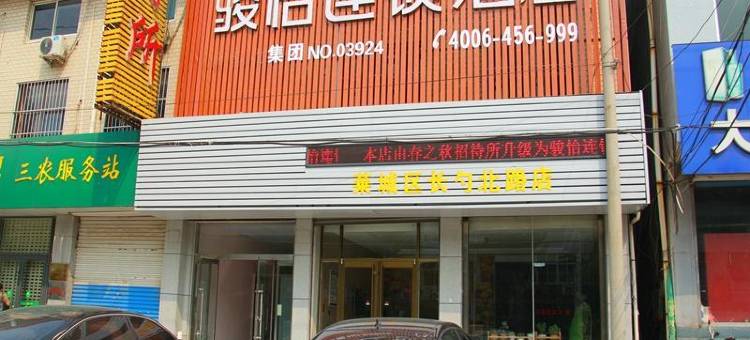 骏怡连锁酒店
集团 NO.03924
4006-456-999
所
三农服务站
本店由春之秋招待所升级为骏怡连
莱城区长勺北路店
大